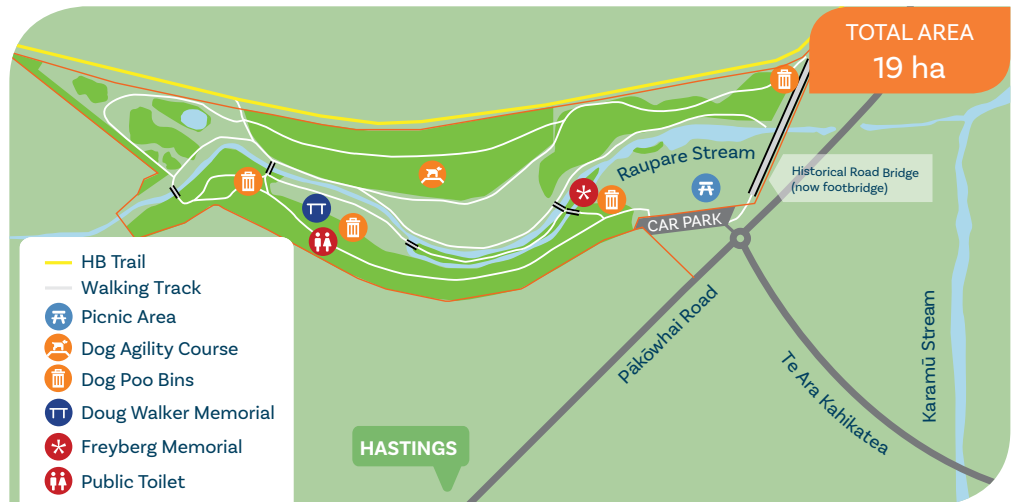 TOTAL AREA
19 ha
Raupare Stream
Historical Road Bridge
(now footbridge)
CAR PARK
HB Trail
Walking Track
Picnic Area
Dog Agility Course
Dog Poo Bins
Doug Walker Memorial
Freyberg Memorial
Public Toilet
HASTINGS
Pākōwhai Road
Te Ara Kahikatea
Karamū Stream